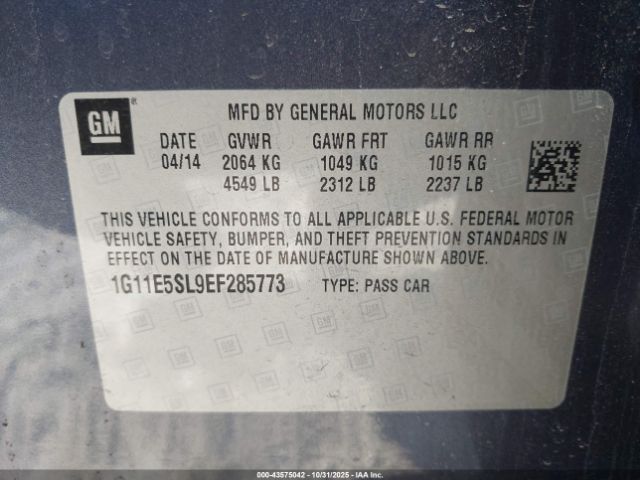 GM
MFD BY GENERAL MOTORS LLC
DATE GVWR GAWR FRT GAWR RR
04/14 2064 KG 1049 KG 1015 KG
4549 LB 2312 LB 2237 LB
THIS VEHICLE CONFORMS TO ALL APPLICABLE U.S. FEDERAL MOTOR
VEHICLE SAFETY, BUMPER, AND THEFT PREVENTION STANDARDS IN
EFFECT ON THE DATE OF MANUFACTURE SHOWN ABOVE.
1G11E5SL9EF285773 TYPE: PASS CAR
000-43575042 - 10/31/2025 - IAAI.COM